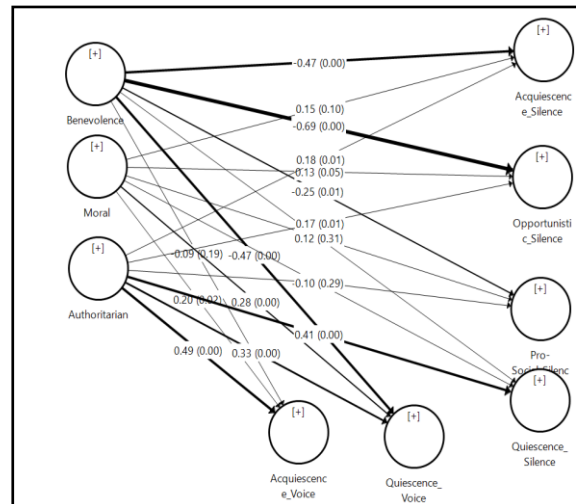 [+]
Benevolence
[+]
Moral
[+]
Authoritarian
[+]
Acquiescenc
e_Silence
[+]
Opportunisti
c_Silence
[+]
Pro-
[+]
Quiescence_
Silence
[+]
Acquiescenc
e_Voice
[+]
Quiescence_
Voice
-0.47 (0.00)
0.15 (0.10)
-0.69 (0.00)
0.18 (0.01)
0.13 (0.05)
-0.25 (0.01)
0.17 (0.01)
0.12 (0.31)
-0.09 (0.19)
-0.47 (0.00)
-0.10 (0.29)
0.20 (0.02)
0.28 (0.00)
0.41 (0.00)
0.49 (0.00)
0.33 (0.00)